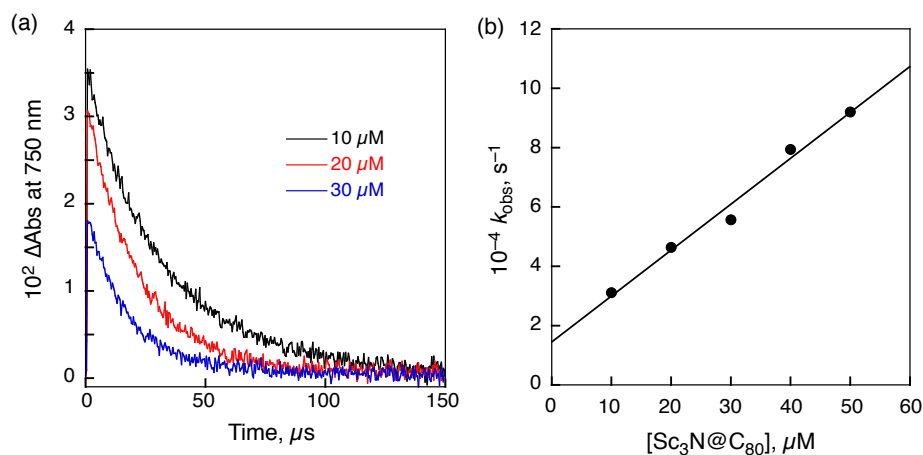 (a)
4
3
2
1
0
10² ΔAbs at 750 nm
10 μM
20 μM
30 μM
0
50
100
150
Time, μs
(b)
12
10
8
6
4
2
0
10⁻⁴ k_obs, s⁻¹
0
10
20
30
40
50
60
[Sc₃N@C₈₀], μM